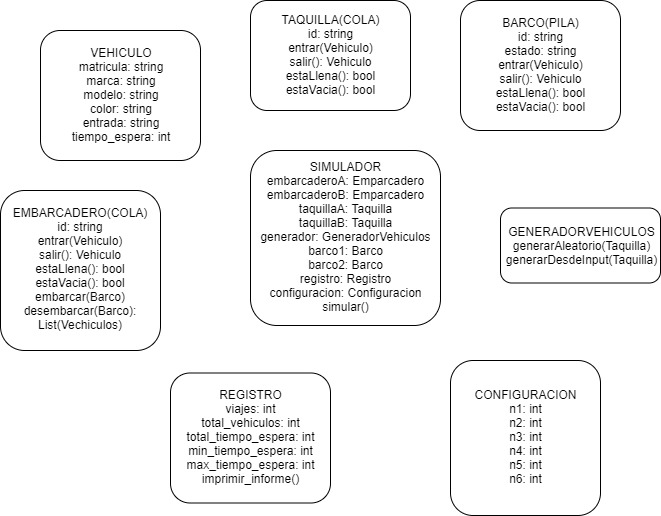 VEHICULO
matricula: string
marca: string
modelo: string
color: string
entrada: string
tiempo_espera: int
TAQUILLA(COLA)
id: string
entrar(Vehiculo)
salir(): Vehiculo
estaLlena(): bool
estaVacia(): bool
BARCO(PILA)
id: string
estado: string
entrar(Vehiculo)
salir(): Vehiculo
estaLlena(): bool
estaVacia(): bool
EMBARCADERO(COLA)
id: string
entrar(Vehiculo)
salir(): Vehiculo
estaLlena(): bool
estaVacia(): bool
embarcar(Barco)
desembarcar(Barco):
List(Vechiculos)
SIMULADOR
embarcaderoA: Emparcadero
embarcaderoB: Emparcadero
taquillaA: Taquilla
taquillaB: Taquilla
generador: GeneradorVehiculos
barco1: Barco
barco2: Barco
registro: Registro
configuracion: Configuracion
simular()
GENERADORVEHICULOS
generarAleatorio(Taquilla)
generarDesdeInput(Taquilla)
REGISTRO
viajes: int
total_vehiculos: int
total_tiempo_espera: int
min_tiempo_espera: int
max_tiempo_espera: int
imprimir_informe()
CONFIGURACION
n1: int
n2: int
n3: int
n4: int
n5: int
n6: int